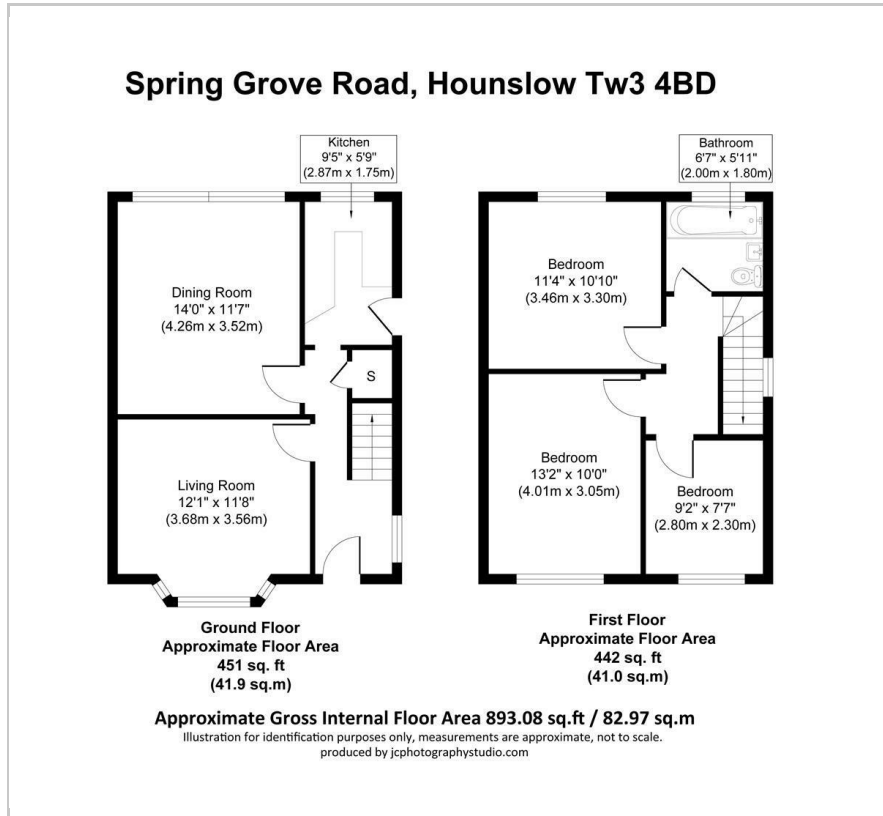 Spring Grove Road, Hounslow Tw3 4BD
Kitchen
9'5" x 5'9"
(2.87m x 1.75m)
Dining Room
14'0" x 11'7"
(4.26m x 3.52m)
S
Living Room
12'1" x 11'8"
(3.68m x 3.56m)
Ground Floor
Approximate Floor Area
451 sq. ft
(41.9 sq.m)
Bathroom
6'7" x 5'11"
(2.00m x 1.80m)
Bedroom
11'4" x 10'10"
(3.46m x 3.30m)
Bedroom
13'2" x 10'0"
(4.01m x 3.05m)
Bedroom
9'2" x 7'7"
(2.80m x 2.30m)
First Floor
Approximate Floor Area
442 sq. ft
(41.0 sq.m)
Approximate Gross Internal Floor Area 893.08 sq.ft / 82.97 sq.m
Illustration for identification purposes only, measurements are approximate, not to scale.
produced by jcphotographystudio.com